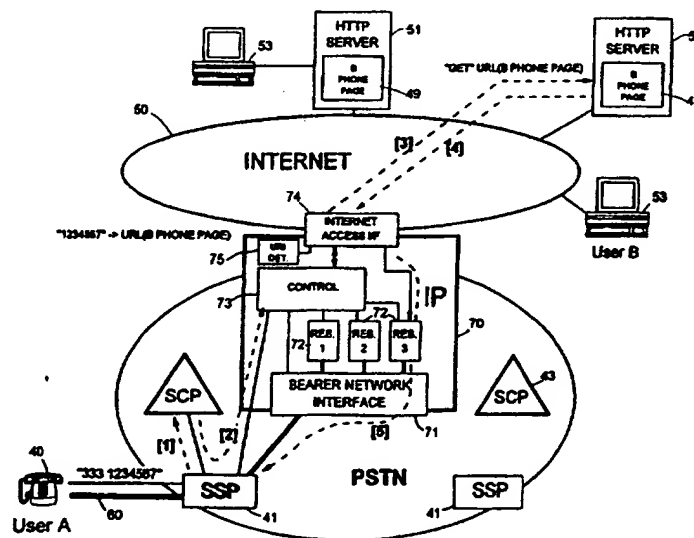 HTTP
SERVER
B
PHONE
PAGE
51
49
53
HTTP
SERVER
B
PHONE
PAGE
"GET" URL(B PHONE PAGE)
50
INTERNET
[3]
[4]
53
User B
74
INTERNET
ACCESS I/F
"1234567" -> URL(B PHONE PAGE)
75
DET.
73
CONTROL
IP
70
72
72
RES.
1
RES.
2
RES.
3
BEARER NETWORK
INTERFACE
71
SCP
SCP
43
[1]
[2]
[5]
40
"333 1234567"
User A
60
SSP
41
PSTN
41
SSP